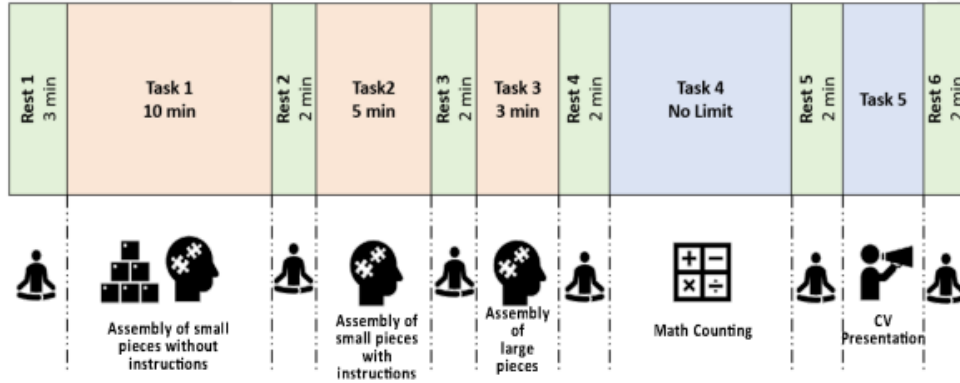 Rest 1
3 min
Task 1
10 min
Rest 2
2 min
Task2
5 min
Rest 3
2 min
Task 3
3 min
Rest 4
2 min
Task 4
No Limit
Rest 5
2 min
Task 5
Rest 6
2 min
Assembly of small
pieces without
instructions
Assembly of
small pieces
with
instructions
Assembly
of
large
pieces
Math Counting
CV
Presentation